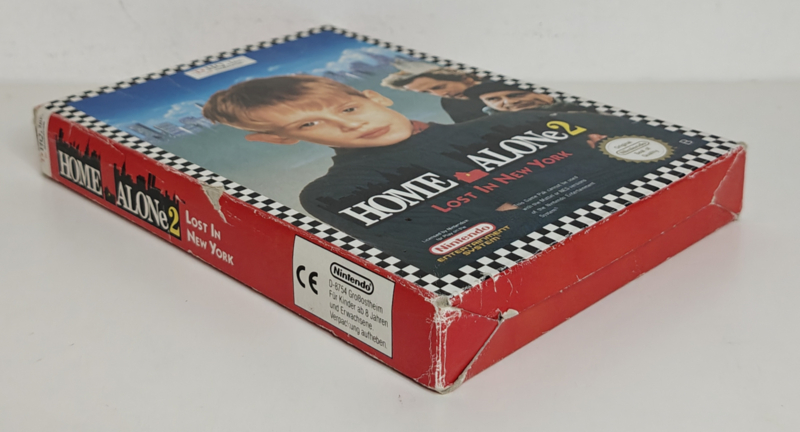 HOME ALONe2
LOST IN NEW YORK
Nintendo
ENTERTAINMENT
SYSTEM
B
HOME ALONe2
LOST IN
NEW YORK
CE
Nintendo
D-8754 Großostheim
Für Kinder ab 8 Jahren
und Erwachsene
Verpackung aufheben.